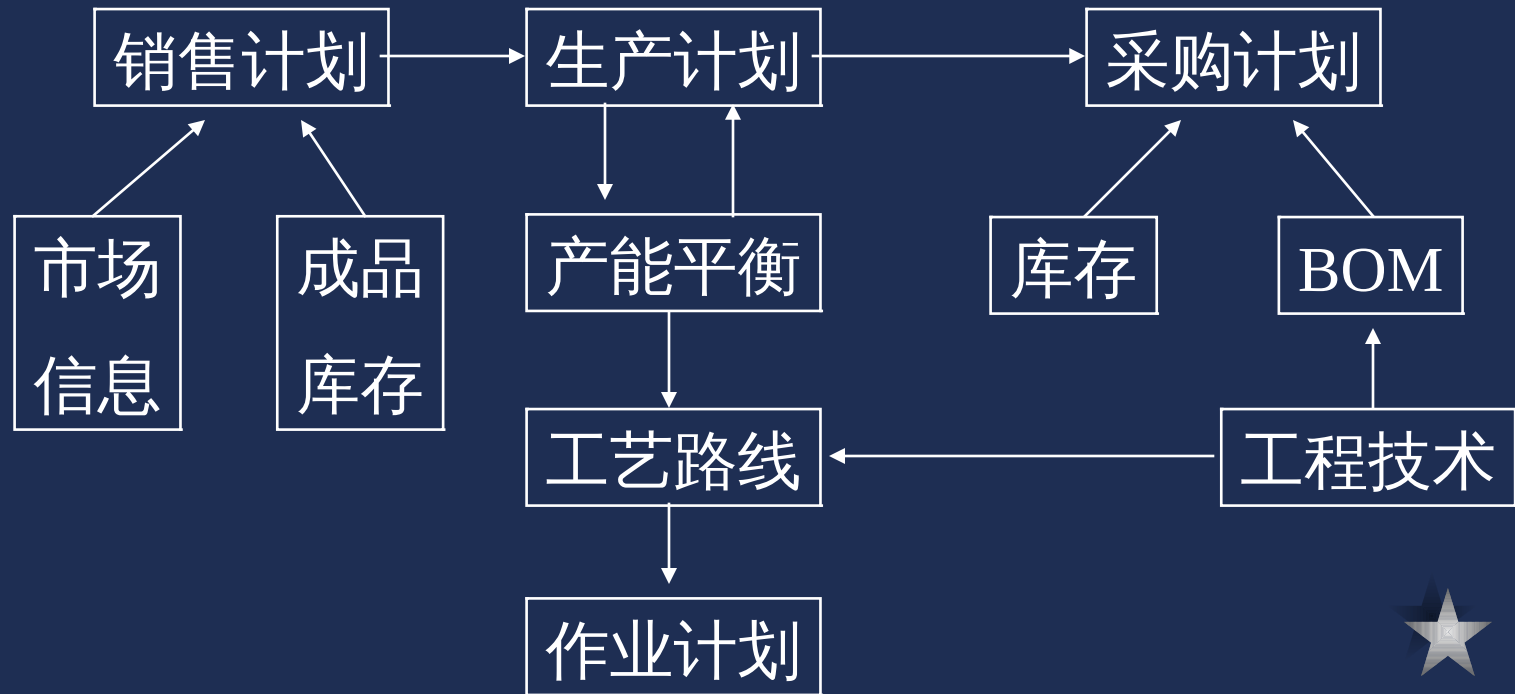 销售计划
生产计划
采购计划
市场
信息
成品
库存
产能平衡
库存
BOM
工艺路线
工程技术
作业计划